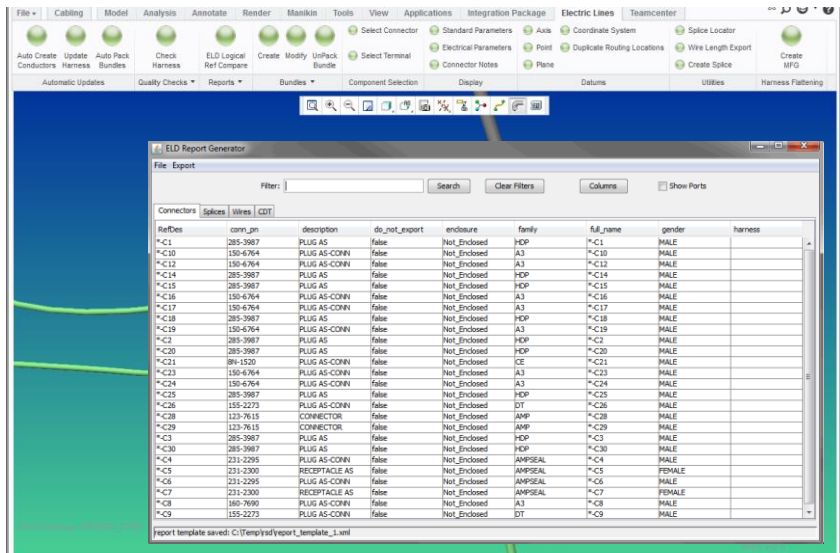 File Cabling Model Analysis Annotate Render Manikin Tools View Applications Integration Package Electric Lines Teamcenter
Select Connector Standard Parameters Axis Coordinate System Splice Locator
Auto Create Conductors Update Harness Auto Pack Bundles Check Harness ELD Logical Ref Compare Create Modify UnPack Bundle Select Terminal Electrical Parameters Point Duplicate Routing Locations Wire Length Export Create MFG
Connector Notes Plane Create Splice
Automatic Updates Quality Checks Reports Bundles Component Selection Display Datums Utilities Harness Flattening
ELD Report Generator
File Export
Filter: Search Clear Filters Columns Show Ports
Connectors Splices Wires CDT
RefDes conn_pn description do_not_export enclosure family full_name gender harness
*-C1 285-3987 PLUG AS false Not_Enclosed HDP *-C1 MALE
*-C10 150-6764 PLUG AS-CONN false Not_Enclosed A3 *-C10 MALE
*-C12 150-6764 PLUG AS-CONN false Not_Enclosed A3 *-C12 MALE
*-C14 285-3987 PLUG AS false Not_Enclosed HDP *-C14 MALE
*-C15 285-3987 PLUG AS false Not_Enclosed HDP *-C15 MALE
*-C16 150-6764 PLUG AS-CONN false Not_Enclosed A3 *-C16 MALE
*-C17 150-6764 PLUG AS-CONN false Not_Enclosed A3 *-C17 MALE
*-C18 285-3987 PLUG AS false Not_Enclosed HDP *-C18 MALE
*-C19 150-6764 PLUG AS-CONN false Not_Enclosed A3 *-C19 MALE
*-C2 285-3987 PLUG AS false Not_Enclosed HDP *-C2 MALE
*-C20 285-3987 PLUG AS false Not_Enclosed HDP *-C20 MALE
*-C21 8N-1520 PLUG AS-CONN false Not_Enclosed CE *-C21 MALE
*-C23 150-6764 PLUG AS-CONN false Not_Enclosed A3 *-C23 MALE
*-C24 150-6764 PLUG AS-CONN false Not_Enclosed A3 *-C24 MALE
*-C25 285-3987 PLUG AS false Not_Enclosed HDP *-C25 MALE
*-C26 155-2273 PLUG AS-CONN false Not_Enclosed DT *-C26 MALE
*-C28 123-7615 CONNECTOR false Not_Enclosed AMP *-C28 MALE
*-C29 123-7615 CONNECTOR false Not_Enclosed AMP *-C29 MALE
*-C3 285-3987 PLUG AS false Not_Enclosed HDP *-C3 MALE
*-C30 285-3987 PLUG AS false Not_Enclosed HDP *-C30 MALE
*-C4 231-2295 PLUG AS-CONN false Not_Enclosed AMPSEAL *-C4 MALE
*-C5 231-2300 RECEPTACLE AS false Not_Enclosed AMPSEAL *-C5 FEMALE
*-C6 231-2295 PLUG AS-CONN false Not_Enclosed AMPSEAL *-C6 MALE
*-C7 231-2300 RECEPTACLE AS false Not_Enclosed AMPSEAL *-C7 FEMALE
*-C8 160-7690 PLUG AS-CONN false Not_Enclosed A3 *-C8 MALE
*-C9 155-2273 PLUG AS-CONN false Not_Enclosed DT *-C9 MALE
report template saved: C:\Temp\rsd\report_template_1.xml